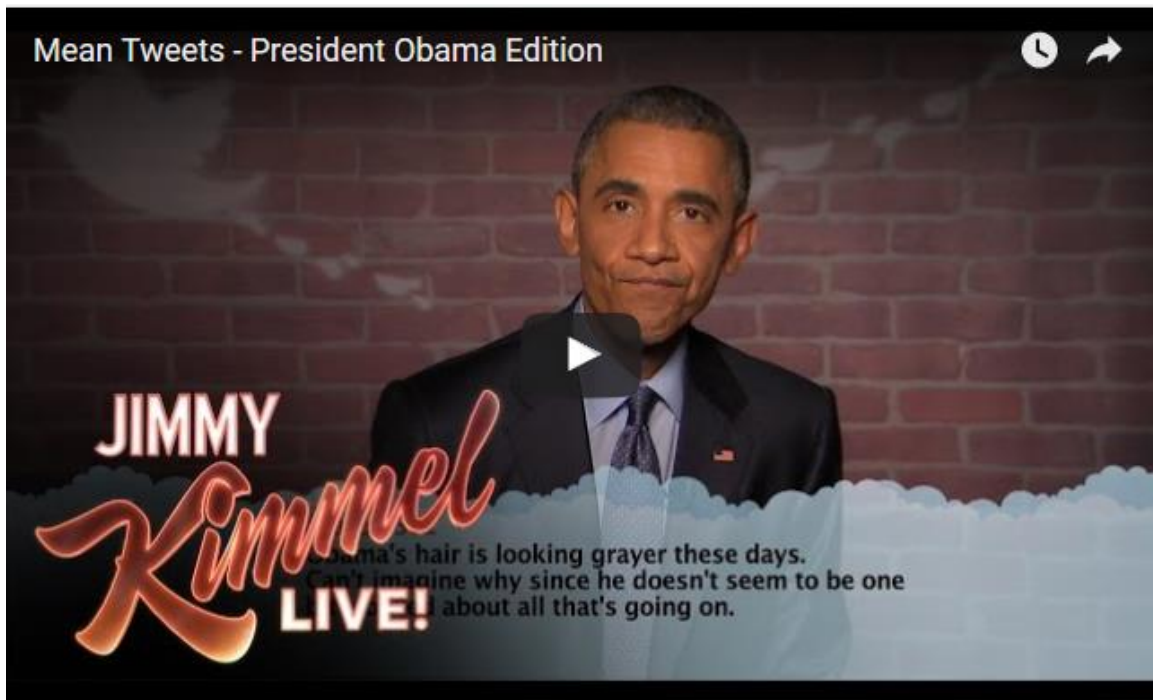 Mean Tweets - President Obama Edition
JIMMY
Kimmel
LIVE!
Obama's hair is looking grayer these days.
Can't imagine why since he doesn't seem to be one
about all that's going on.